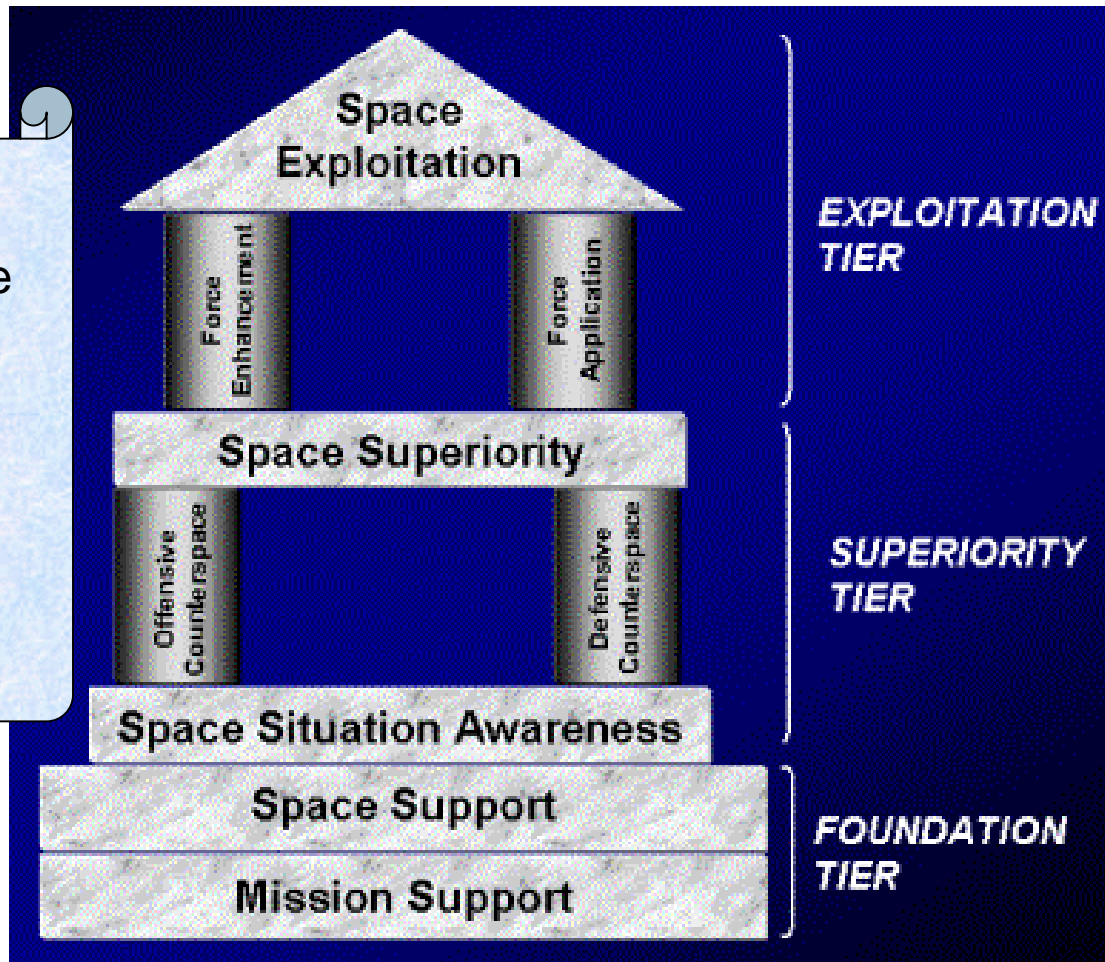 Space
Exploitation
Force
Enhancement
Force
Application
EXPLOITATION
TIER
e
Space Superiority
Offensive
Counterspace
Defensive
Counterspace
SUPERIORITY
TIER
Space Situation Awareness
Space Support
Mission Support
FOUNDATION
TIER